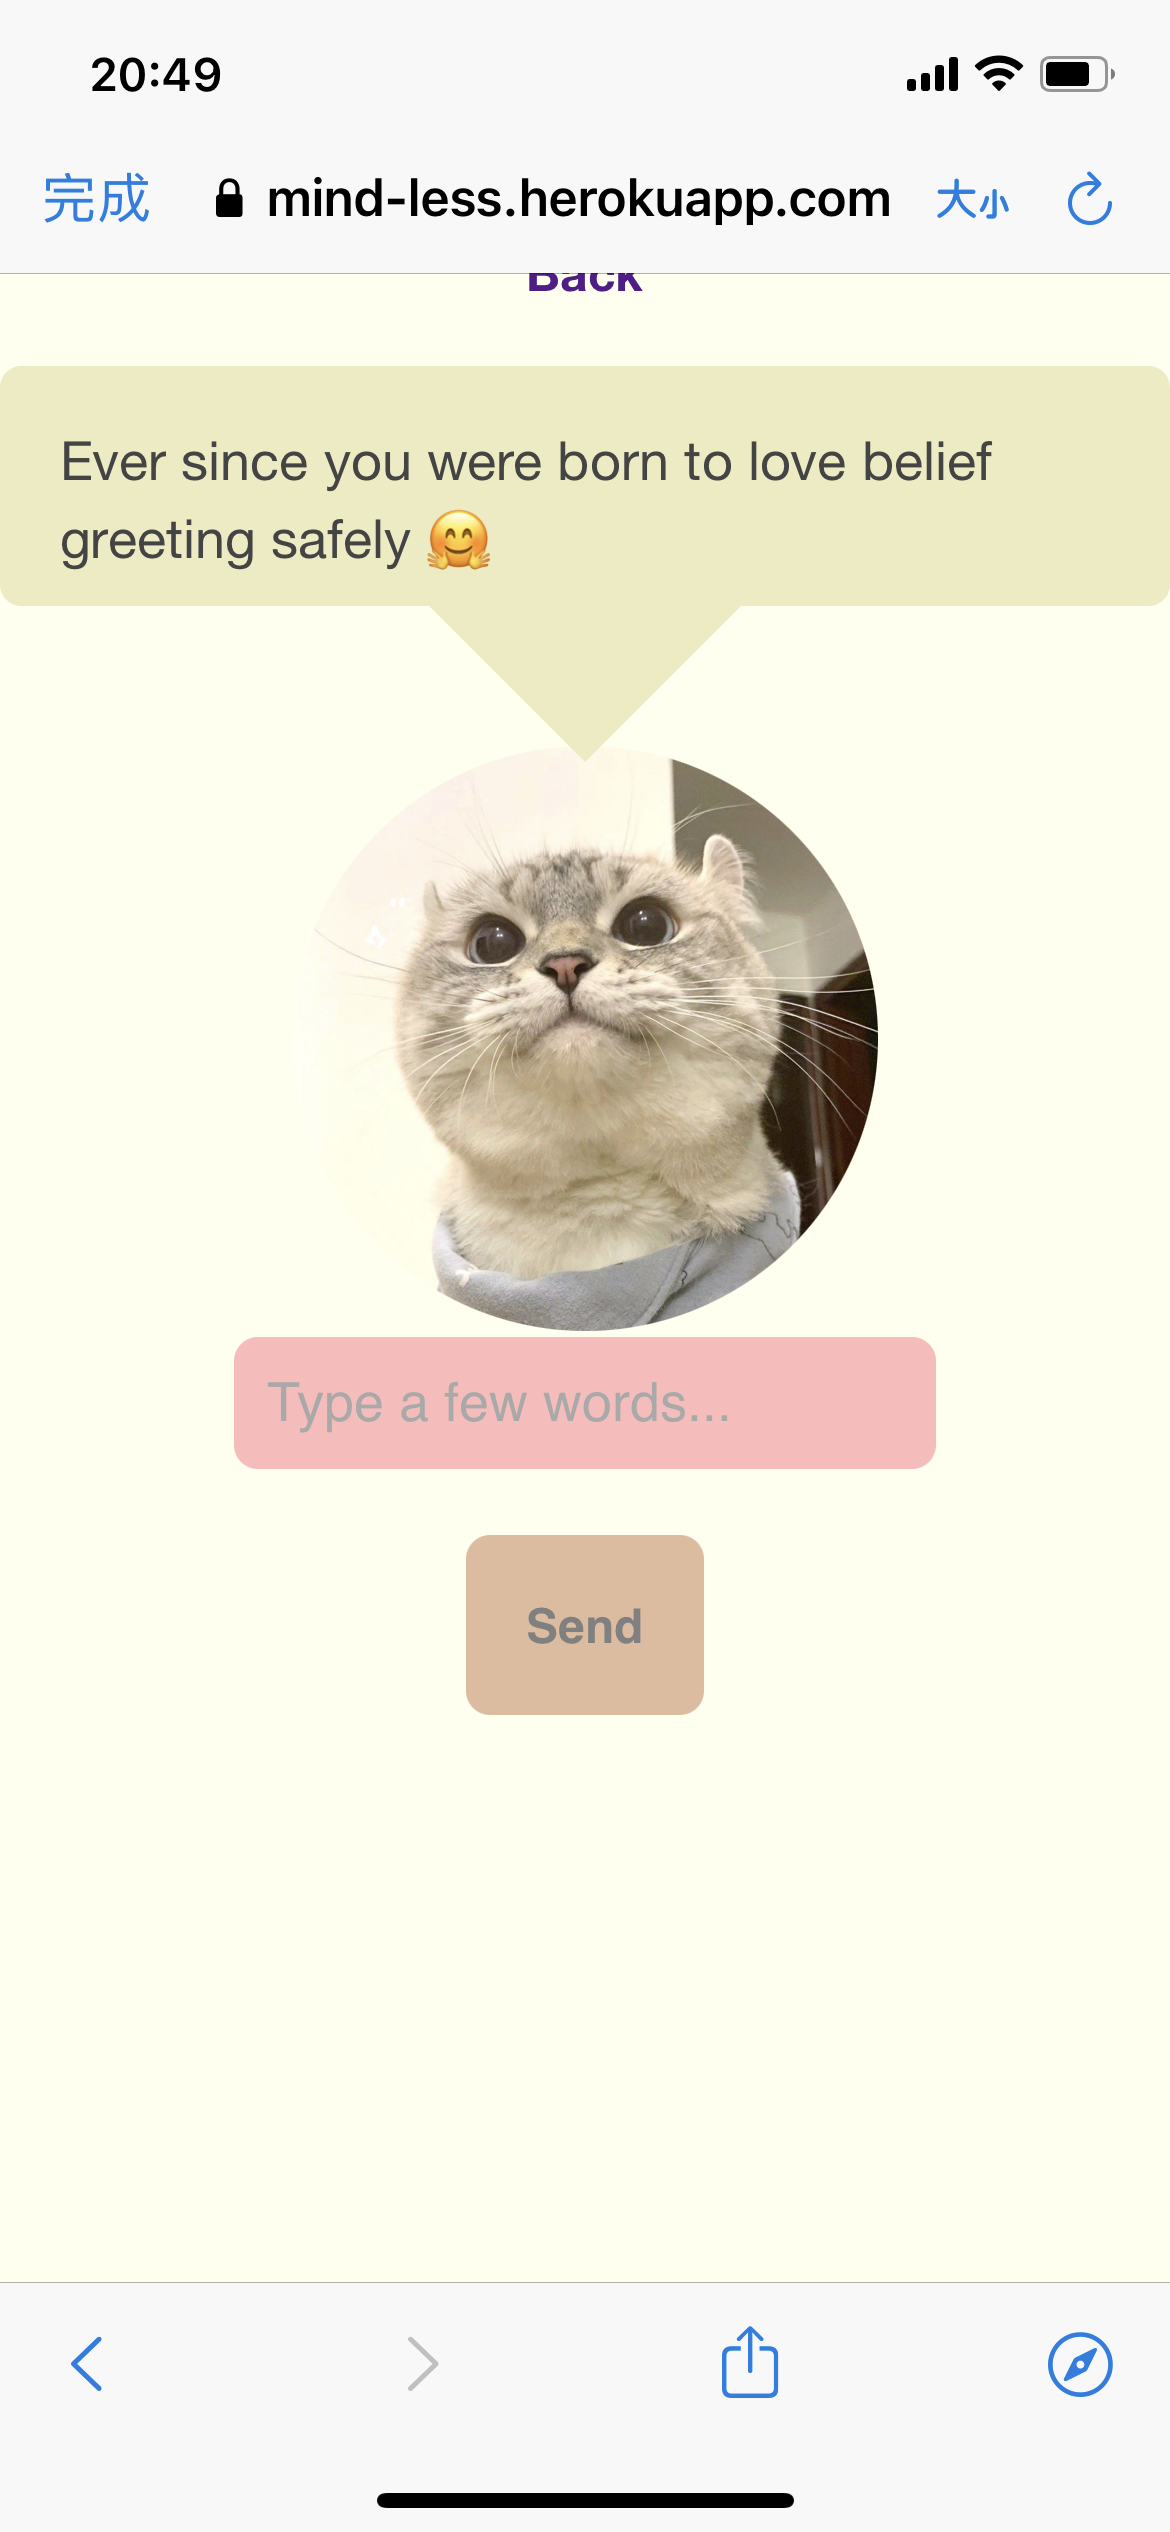 20:49
完成 mind-less.herokuapp.com 大小
Back
Ever since you were born to love belief
greeting safely 🤗
Type a few words...
Send